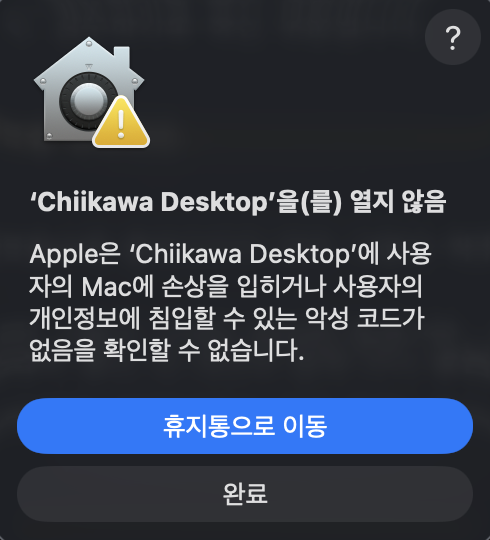 ?
‘Chiikawa Desktop’을(를) 열지 않음
Apple은 ‘Chiikawa Desktop’에 사용
자의 Mac에 손상을 입히거나 사용자의
개인정보에 침입할 수 있는 악성 코드가
없음을 확인할 수 없습니다.
휴지통으로 이동
완료